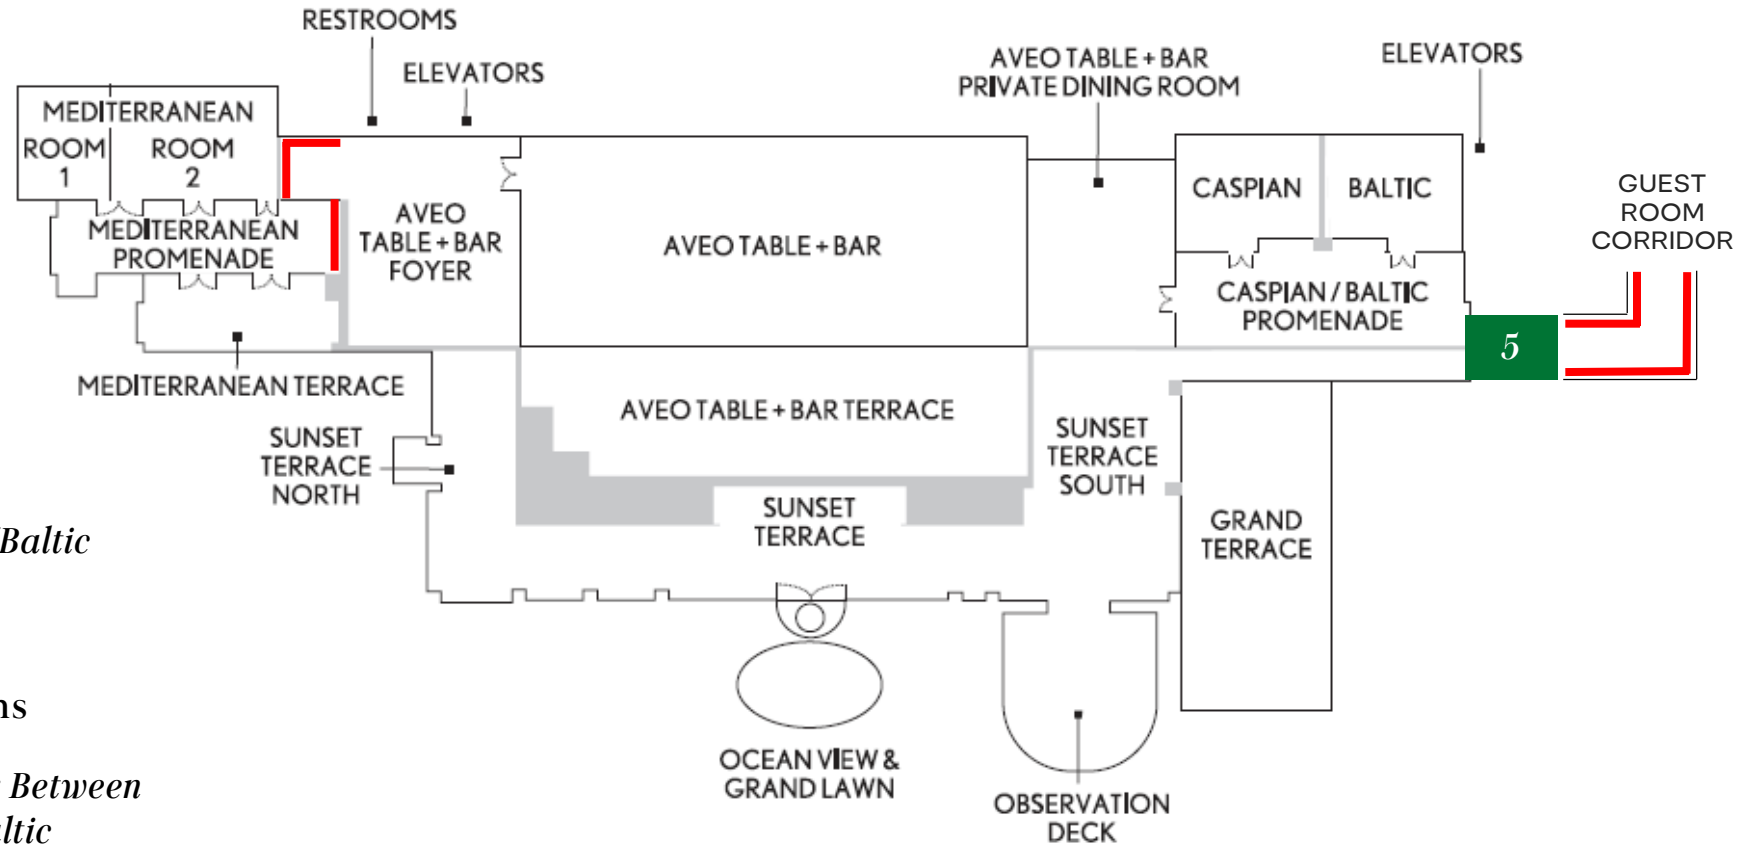 RESTROOMS
ELEVATORS
AVEO TABLE + BAR
PRIVATE DINING ROOM
ELEVATORS
MEDITERRANEAN
ROOM
1
ROOM
2
MEDITERRANEAN
PROMENADE
AVEO
TABLE + BAR
FOYER
AVEO TABLE + BAR
CASPIAN
BALTIC
GUEST
ROOM
CORRIDOR
CASPIAN / BALTIC
PROMENADE
5
MEDITERRANEAN TERRACE
AVEO TABLE + BAR TERRACE
SUNSET
TERRACE
NORTH
SUNSET
TERRACE
SOUTH
SUNSET
TERRACE
GRAND
TERRACE
/Baltic
ns
Between
ltic
OCEAN VIEW &
GRAND LAWN
OBSERVATION
DECK